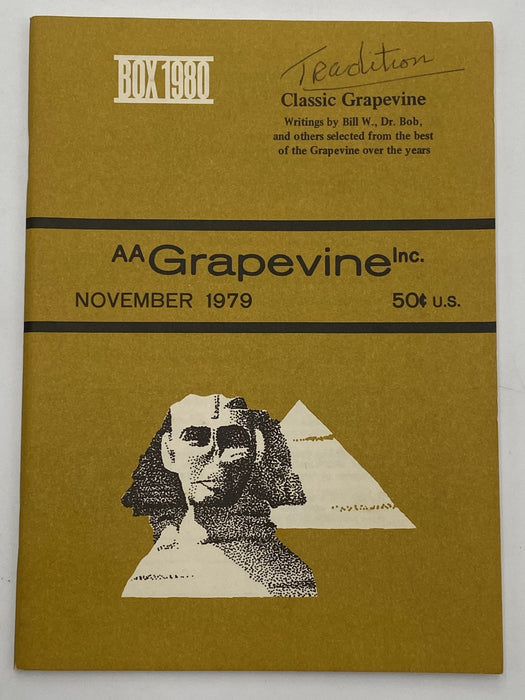 BOX 1980
Tradition
Classic Grapevine
Writings by Bill W., Dr. Bob,
and others selected from the best
of the Grapevine over the years
AA Grapevine Inc.
NOVEMBER 1979 50¢ U.S.